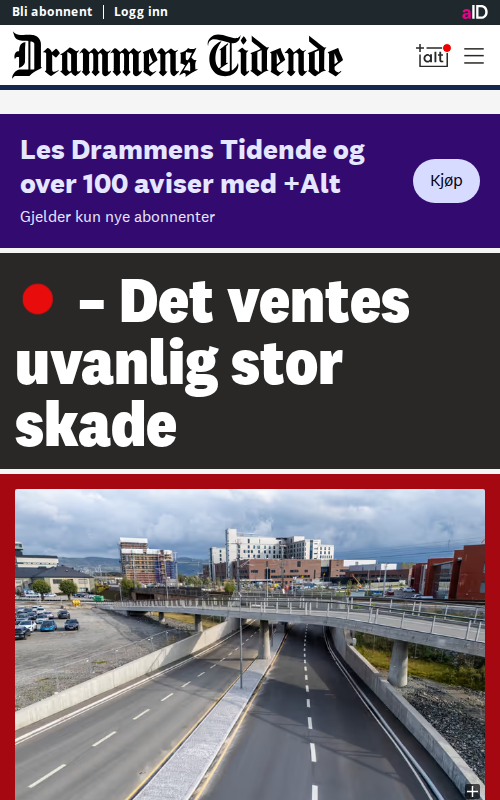 Bli abonnent | Logg inn
aID
Drammens Tidende
+alt
Les Drammens Tidende og
over 100 aviser med +Alt
Gjelder kun nye abonnenter
Kjøp
– Det ventes
uvanlig stor
skade